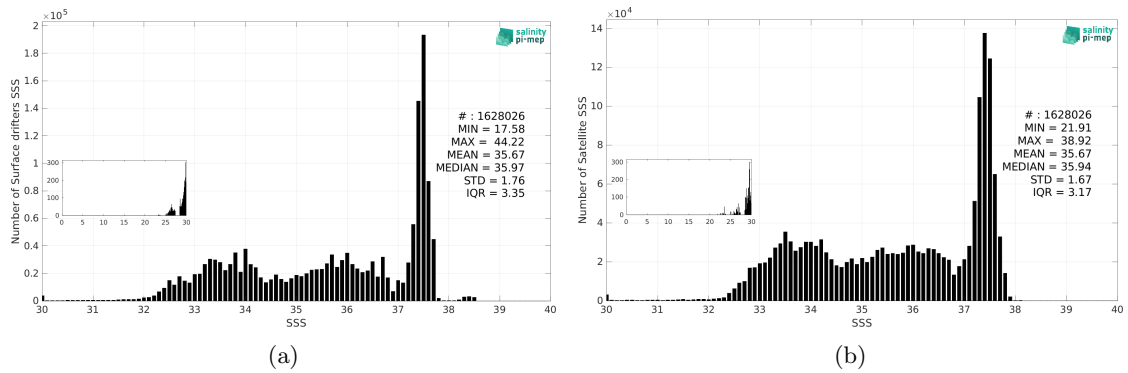 ×10⁵
2
1.8
1.6
1.4
1.2
1
0.8
0.6
0.4
0.2
0
Number of Surface drifters SSS
salinity
pi-mep
# : 1628026
MIN = 17.58
MAX = 44.22
MEAN = 35.67
MEDIAN = 35.97
STD = 1.76
IQR = 3.35
300
200
100
0
0 5 10 15 20 25 30
30 31 32 33 34 35 36 37 38 39 40
SSS
(a)
×10⁴
14
12
10
8
6
4
2
0
Number of Satellite SSS
salinity
pi-mep
# : 1628026
MIN = 21.91
MAX = 38.92
MEAN = 35.67
MEDIAN = 35.94
STD = 1.67
IQR = 3.17
300
200
100
0
0 5 10 15 20 25 30
30 31 32 33 34 35 36 37 38 39 40
SSS
(b)